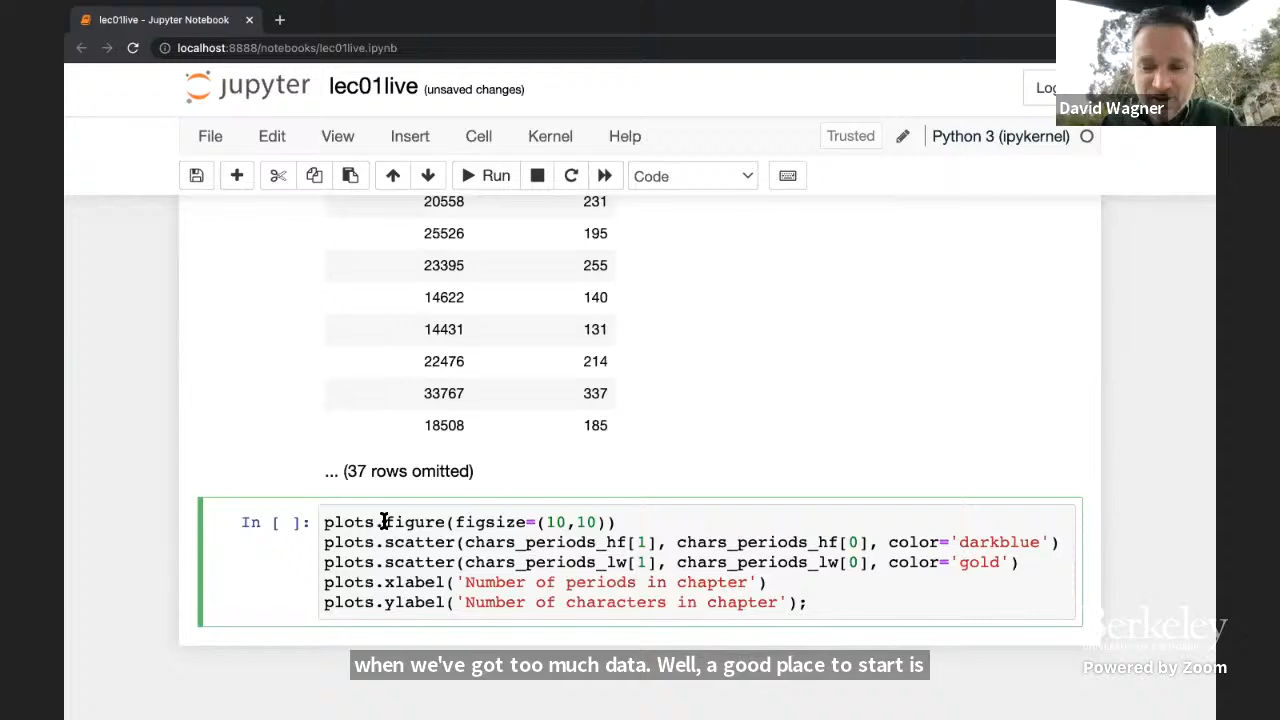 lec01live - Jupyter Notebook
localhost:8888/notebooks/lec01live.ipynb
jupyter lec01live (unsaved changes)
David Wagner
File Edit View Insert Cell Kernel Help
Trusted Python 3 (ipykernel)
Run Code
20558 231
25526 195
23395 255
14622 140
14431 131
22476 214
33767 337
18508 185
... (37 rows omitted)
In [ ]: plots.figure(figsize=(10,10))
plots.scatter(chars_periods_hf[1], chars_periods_hf[0], color='darkblue')
plots.scatter(chars_periods_lw[1], chars_periods_lw[0], color='gold')
plots.xlabel('Number of periods in chapter')
plots.ylabel('Number of characters in chapter');
Berkeley
Powered by Zoom
when we've got too much data. Well, a good place to start is